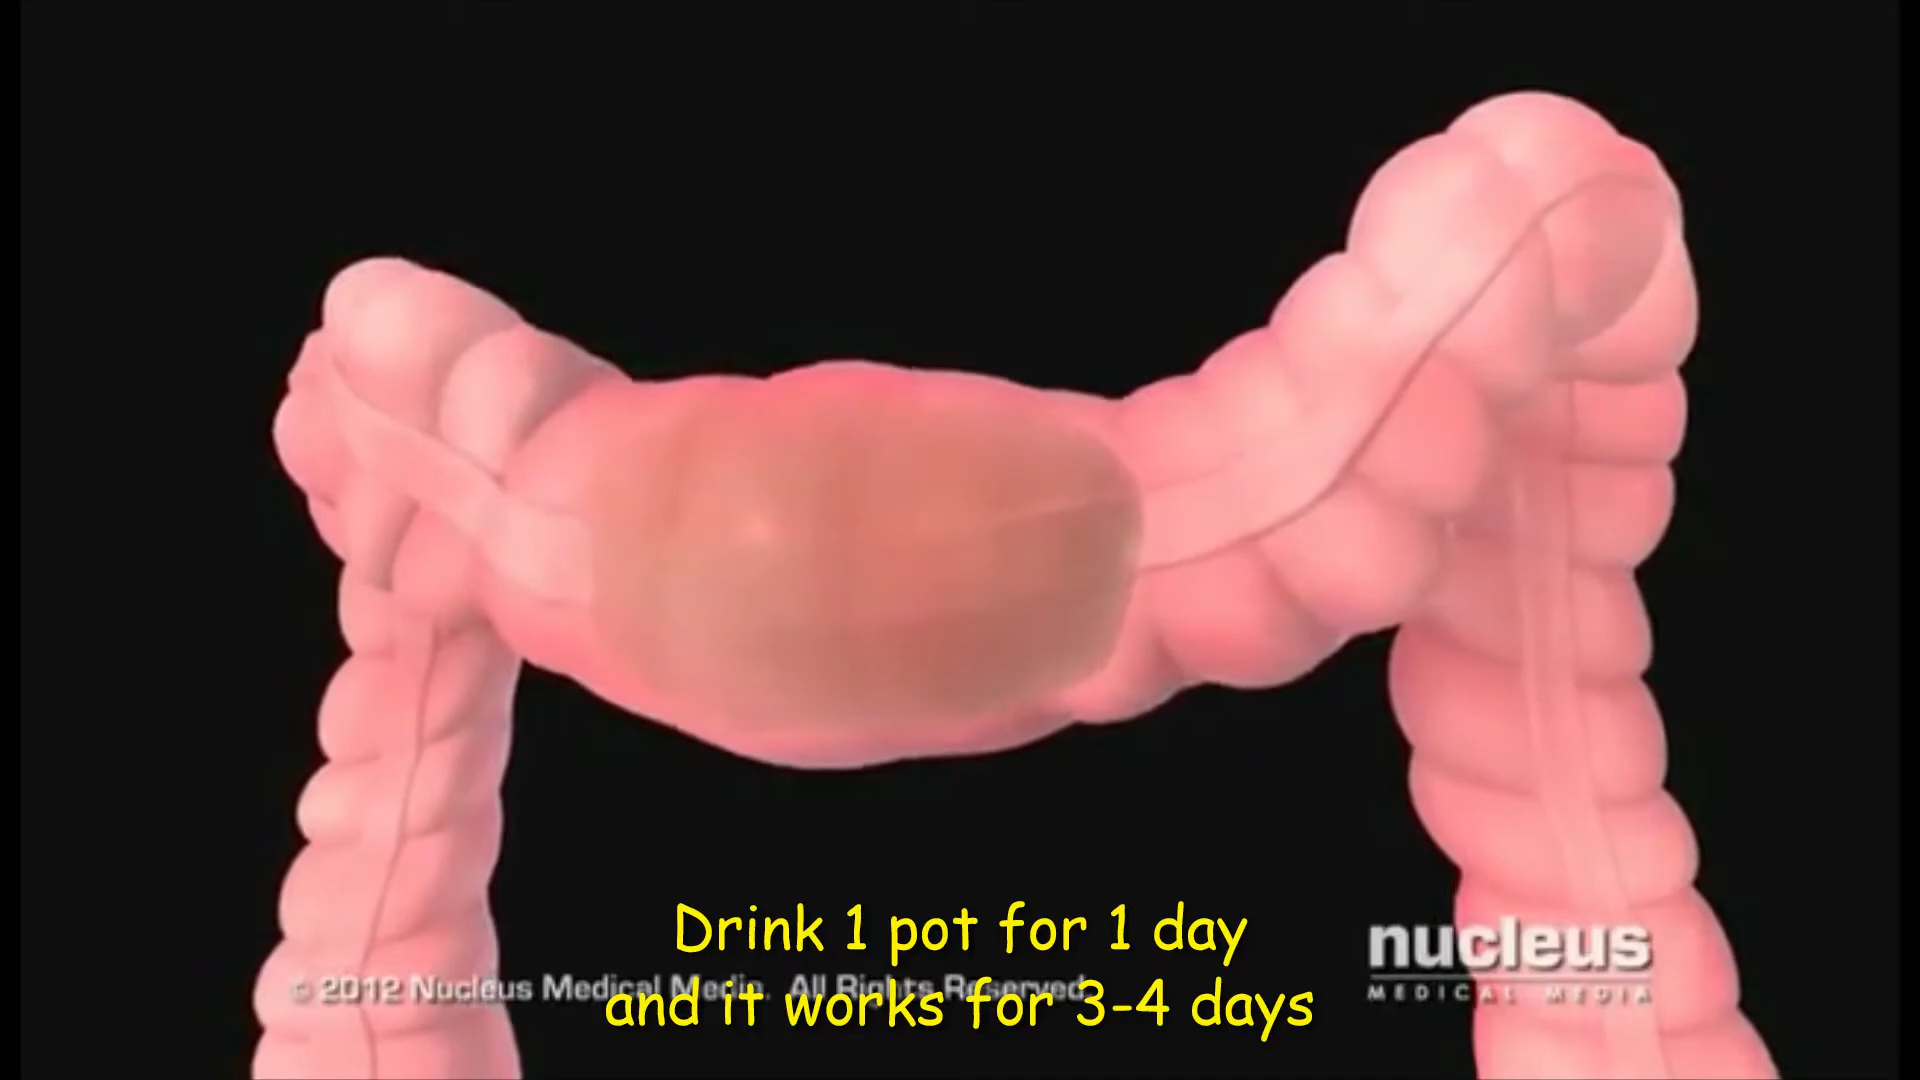 Drink 1 pot for 1 day
nucleus
MEDICAL MEDIA
© 2012 Nucleus Medical Media. All Rights Reserved.
and it works for 3-4 days